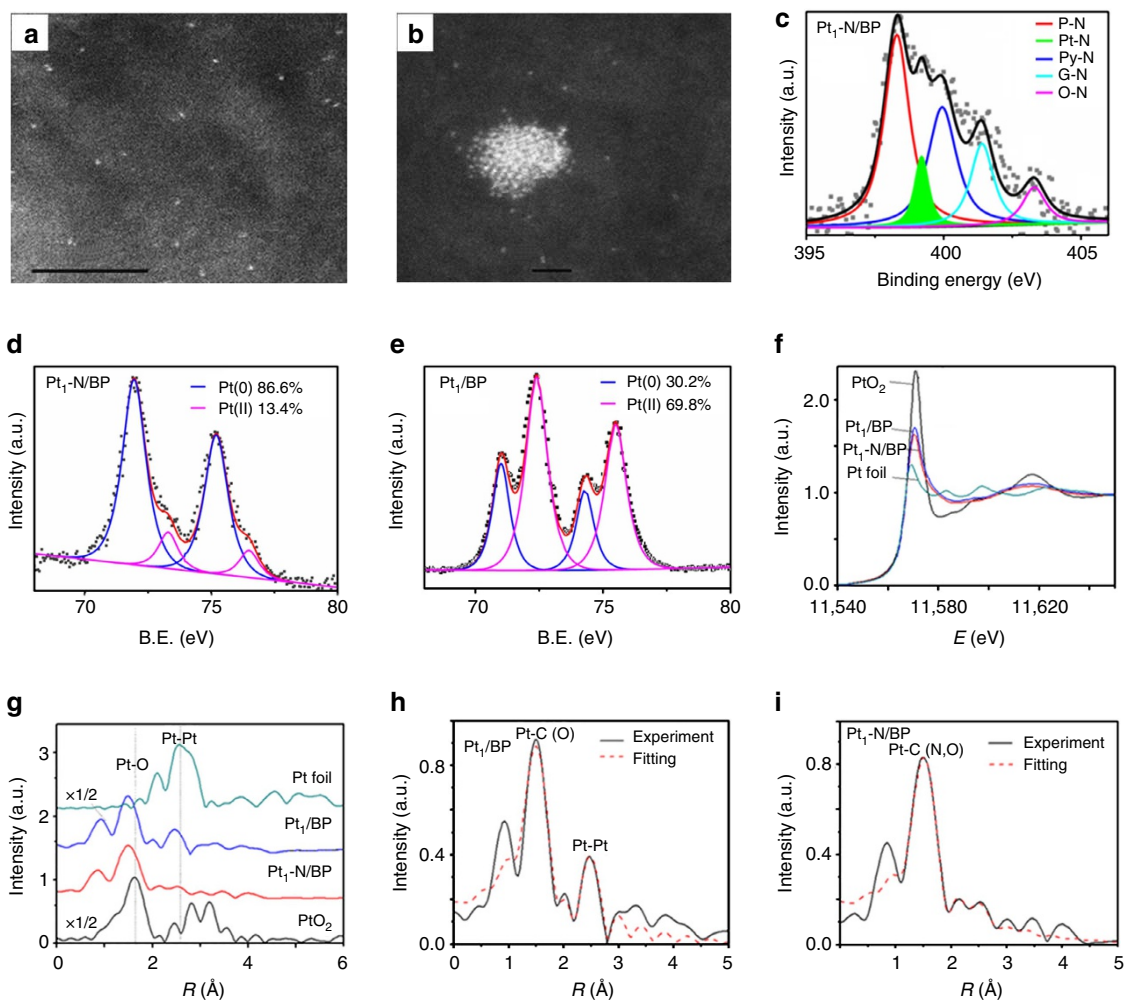 a
b
c
Pt₁-N/BP
P-N
Pt-N
Py-N
G-N
O-N
Intensity (a.u.)
395 400 405
Binding energy (eV)
d
Pt₁-N/BP
Pt(0) 86.6%
Pt(II) 13.4%
Intensity (a.u.)
70 75 80
B.E. (eV)
e
Pt₁/BP
Pt(0) 30.2%
Pt(II) 69.8%
Intensity (a.u.)
70 75 80
B.E. (eV)
f
PtO₂
Pt₁/BP
Pt₁-N/BP
Pt foil
Intensity (a.u.)
2.0
1.0
0.0
11,540 11,580 11,620
E (eV)
g
Pt-Pt
Pt-O
Pt foil
×1/2
Pt₁/BP
Pt₁-N/BP
×1/2
PtO₂
Intensity (a.u.)
3
2
1
0
0 2 4 6
R (Å)
h
Pt₁/BP
Pt-C (O)
Experiment
Fitting
Pt-Pt
Intensity (a.u.)
0.8
0.4
0.0
0 1 2 3 4 5
R (Å)
i
Pt₁-N/BP
Pt-C (N,O)
Experiment
Fitting
Intensity (a.u.)
0.8
0.4
0.0
1 2 3 4 5
R (Å)